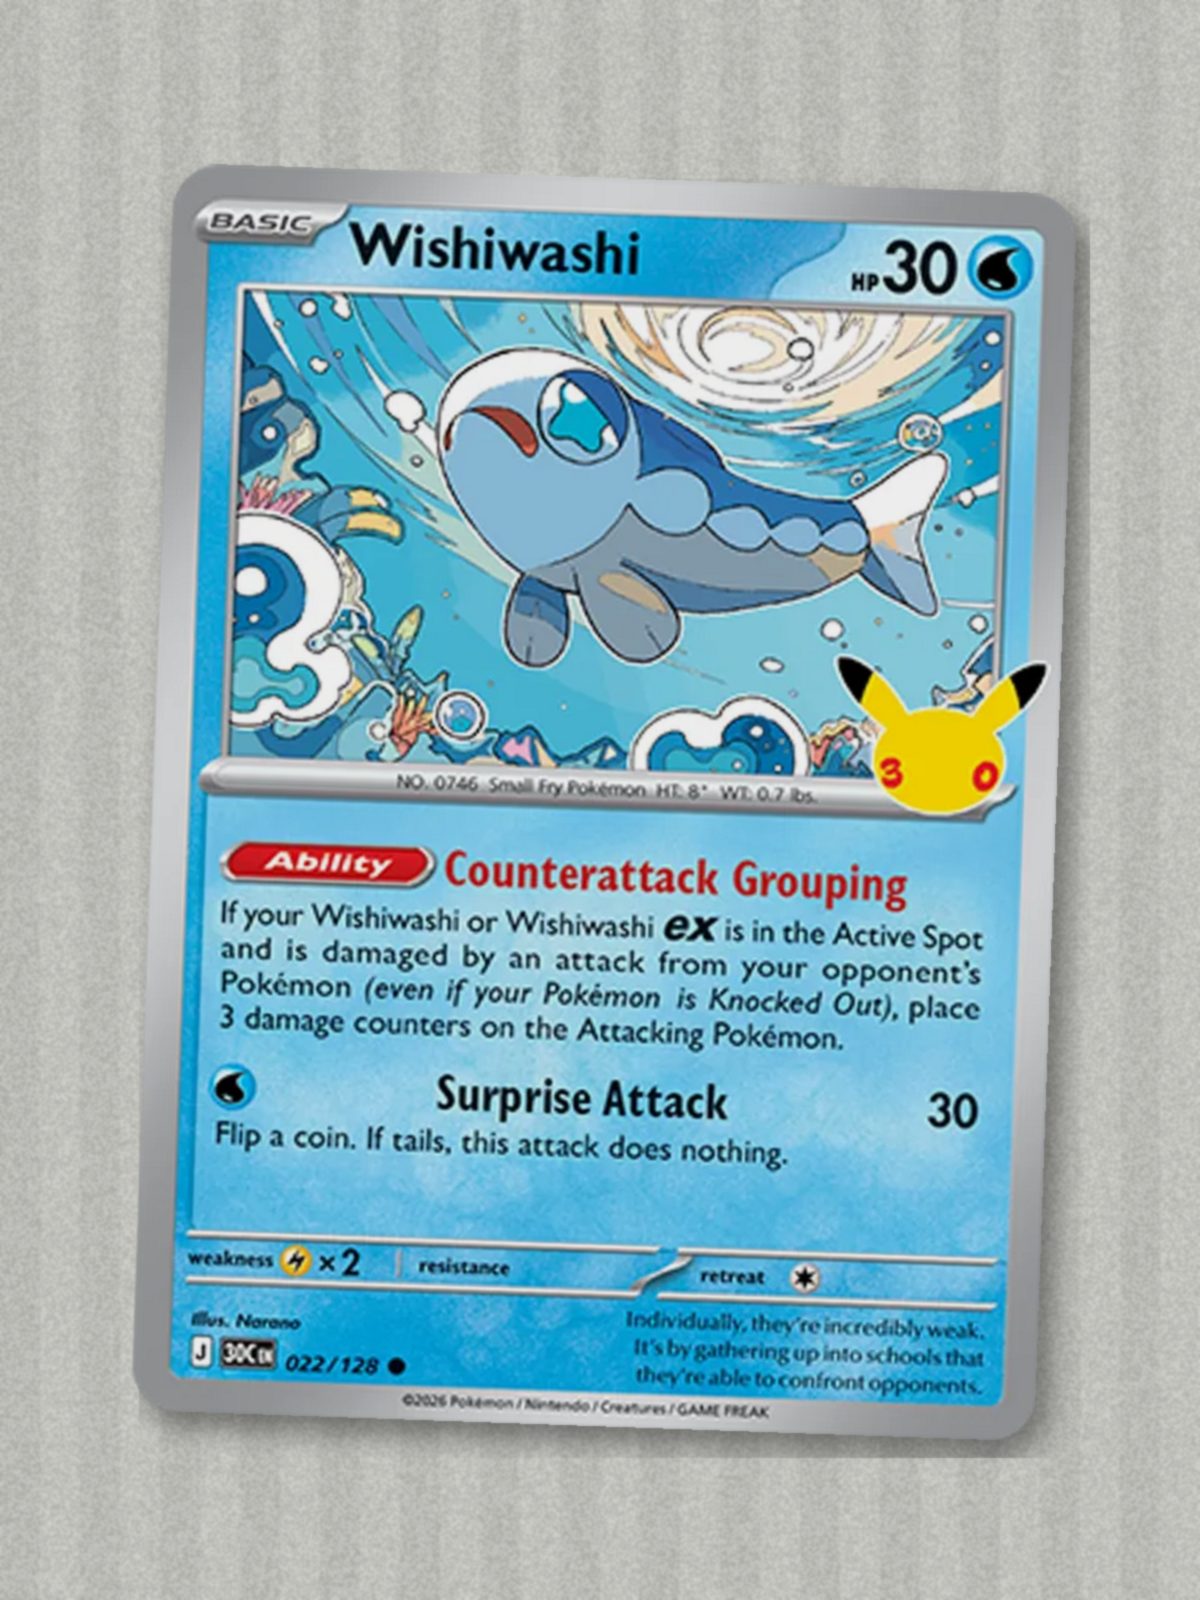 BASIC
Wishiwashi
HP 30
30
NO. 0746 Small Fry Pokémon HT: 8" WT: 0.7 lbs.
Ability Counterattack Grouping
If your Wishiwashi or Wishiwashi ex is in the Active Spot
and is damaged by an attack from your opponent's
Pokémon (even if your Pokémon is Knocked Out), place
3 damage counters on the Attacking Pokémon.
Surprise Attack 30
Flip a coin. If tails, this attack does nothing.
weakness ×2 resistance retreat
Illus. Narano
Individually, they're incredibly weak.
It's by gathering up into schools that
they're able to confront opponents.
J 30C EN 022/128
©2026 Pokémon / Nintendo / Creatures / GAME FREAK